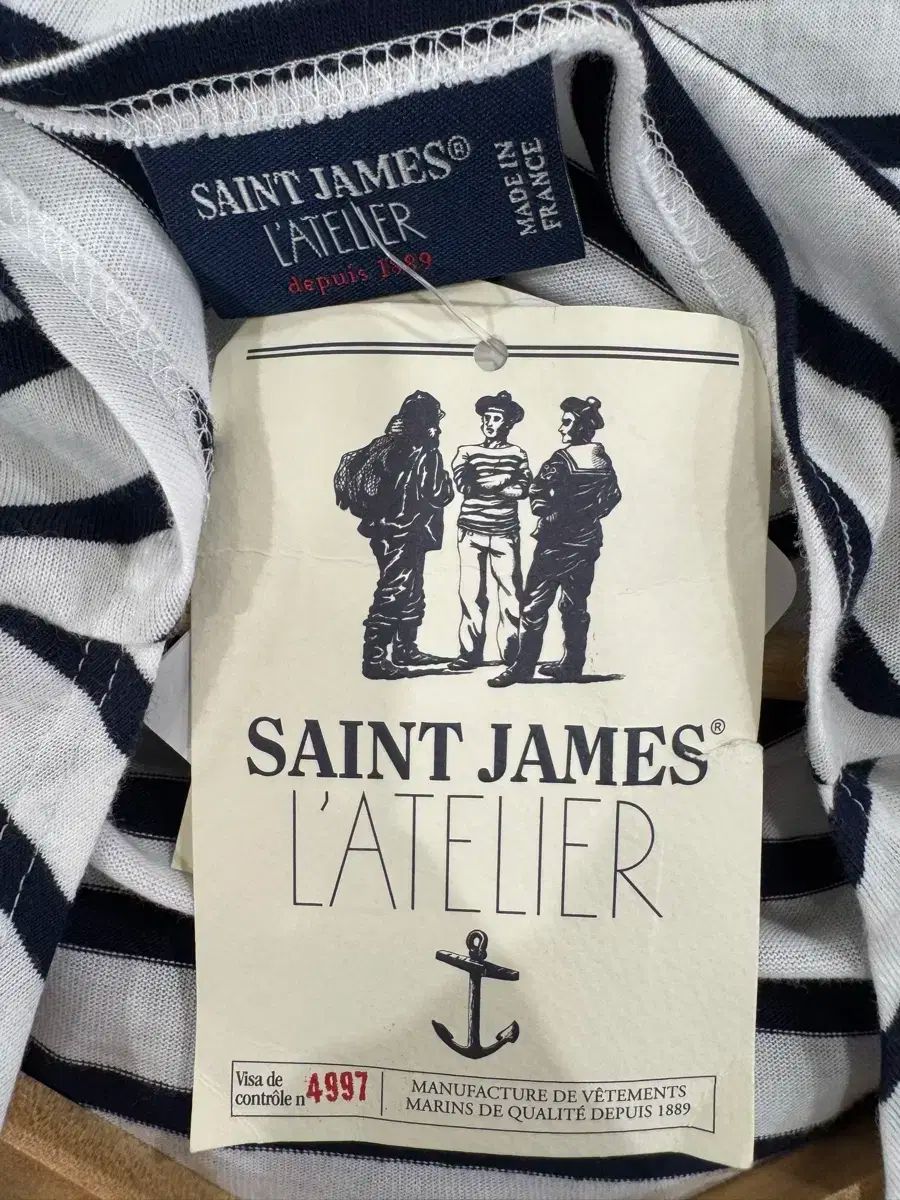 SAINT JAMES®
L'ATELIER
depuis 1889
MADE IN
FRANCE
SAINT JAMES®
L'ATELIER
Visa de
contrôle n
4997
MANUFACTURE DE VÊTEMENTS
MARINS DE QUALITÉ DEPUIS 1889